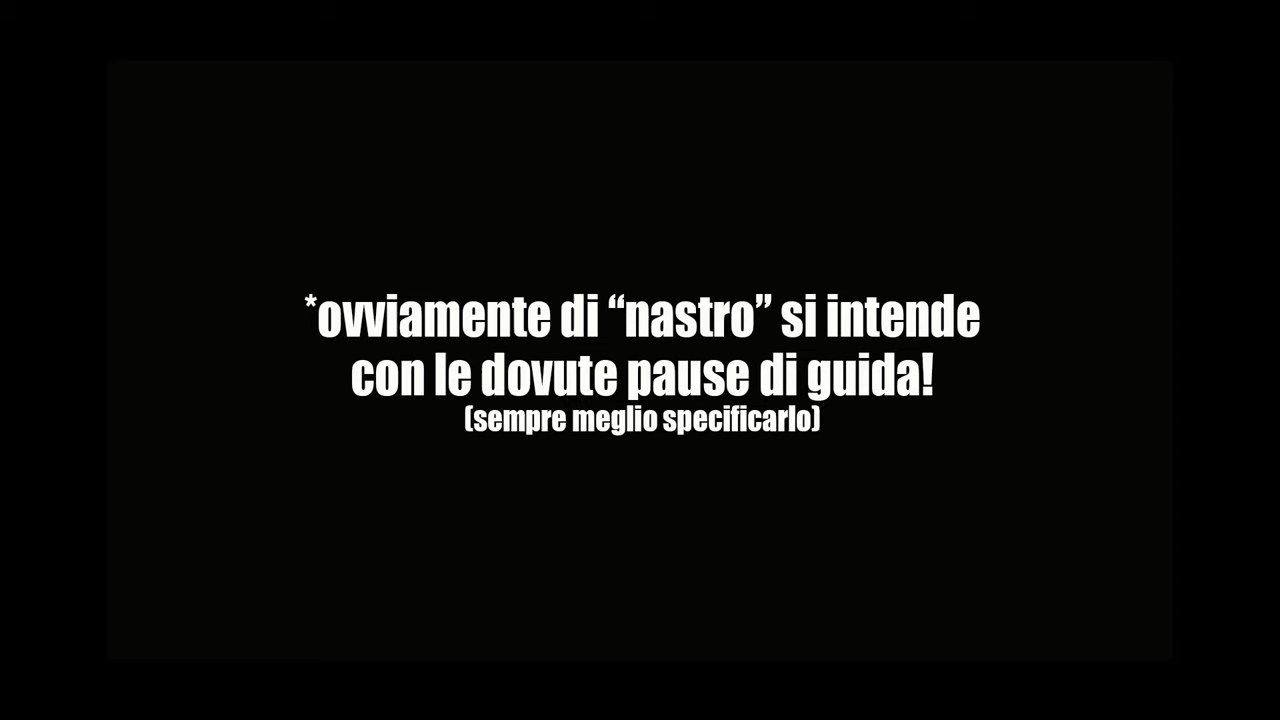 *ovviamente di “nastro” si intende
con le dovute pause di guida!
(sempre meglio specificarlo)